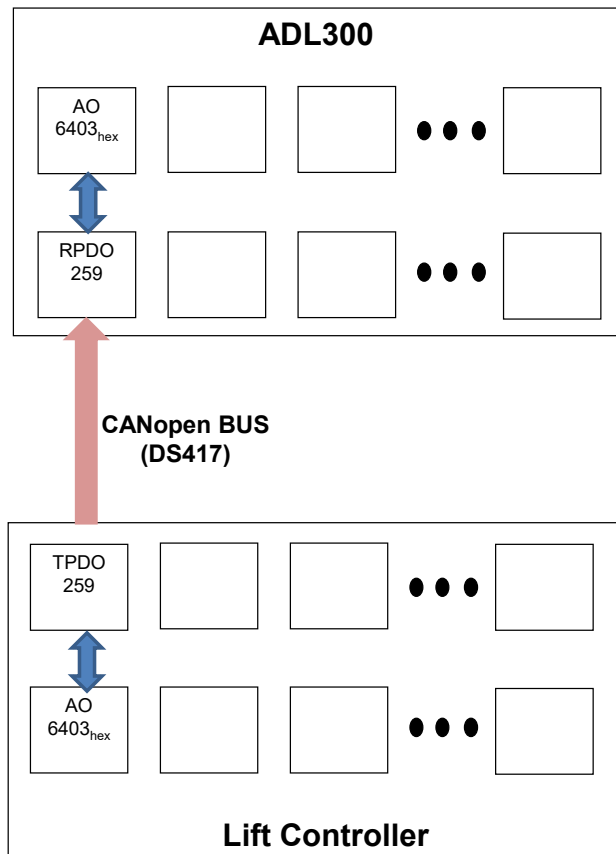 ADL300
AO
6403hex
RPDO
259
CANopen BUS
(DS417)
TPDO
259
AO
6403hex
Lift Controller